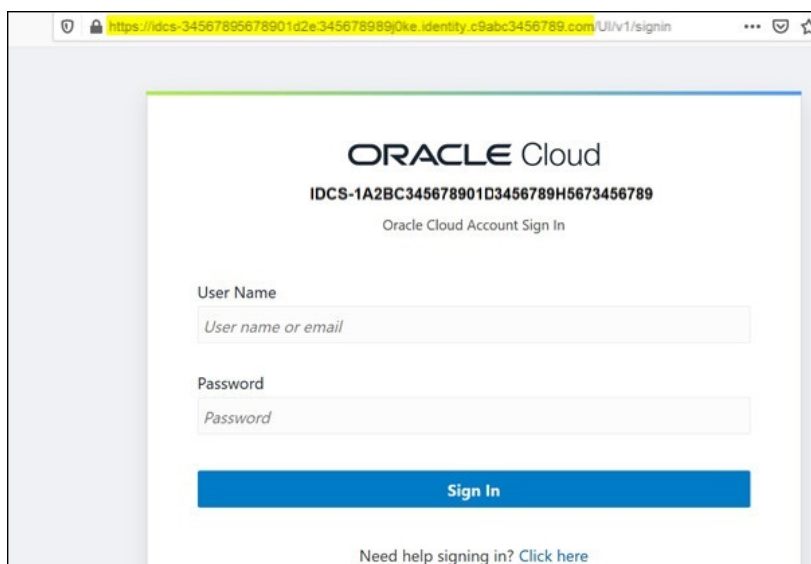 https://idcs-34567895678901d2e345678989j0ke.identity.c9abc3456789.com/UI/v1/signin
ORACLE Cloud
IDCS-1A2BC345678901D3456789H5673456789
Oracle Cloud Account Sign In
User Name
User name or email
Password
Password
Sign In
Need help signing in? Click here